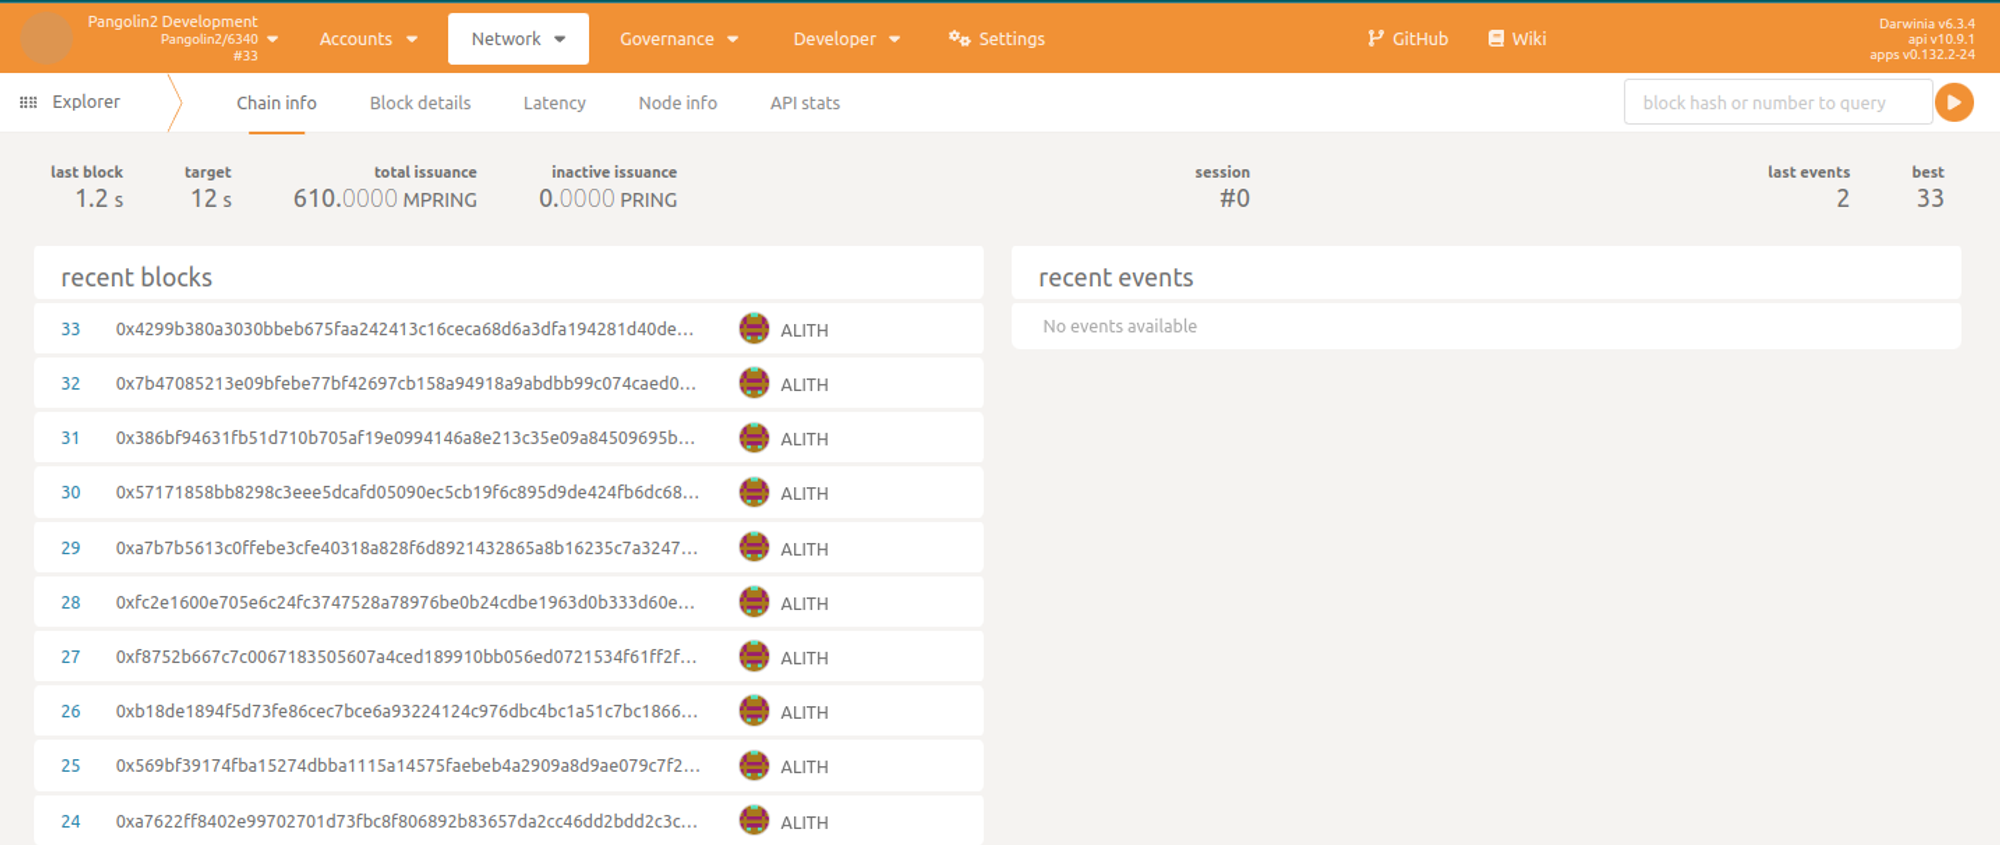 Pangolin2 Development
Pangolin2/6340
#33
Accounts
Network
Governance
Developer
Settings
GitHub
Wiki
Darwinia v6.3.4
api v10.9.1
apps v0.132.2-24
Explorer
Chain info
Block details
Latency
Node info
API stats
block hash or number to query
last block
1.2 s
target
12 s
total issuance
610.0000 MPRING
inactive issuance
0.0000 PRING
session
#0
last events
2
best
33
recent blocks
33 0x4299b380a3030bbeb675faa242413c16ceca68d6a3dfa194281d40de... ALITH
32 0x7b47085213e09bfebe77bf42697cb158a94918a9abdbb99c074caed0... ALITH
31 0x386bf94631fb51d710b705af19e0994146a8e213c35e09a84509695b... ALITH
30 0x57171858bb8298c3eee5dcafd05090ec5cb19f6c895d9de424fb6dc68... ALITH
29 0xa7b7b5613c0ffebe3cfe40318a828f6d8921432865a8b16235c7a3247... ALITH
28 0xfc2e1600e705e6c24fc3747528a78976be0b24cdbe1963d0b333d60e... ALITH
27 0xf8752b667c7c0067183505607a4ced189910bb056ed0721534f61ff2f... ALITH
26 0xb18de1894f5d73fe86cec7bce6a93224124c976dbc4bc1a51c7bc1866... ALITH
25 0x569bf39174fba15274dbba1115a14575faebeb4a2909a8d9ae079c7f2... ALITH
24 0xa7622ff8402e99702701d73fbc8f806892b83657da2cc46dd2bdd2c3c... ALITH
recent events
No events available